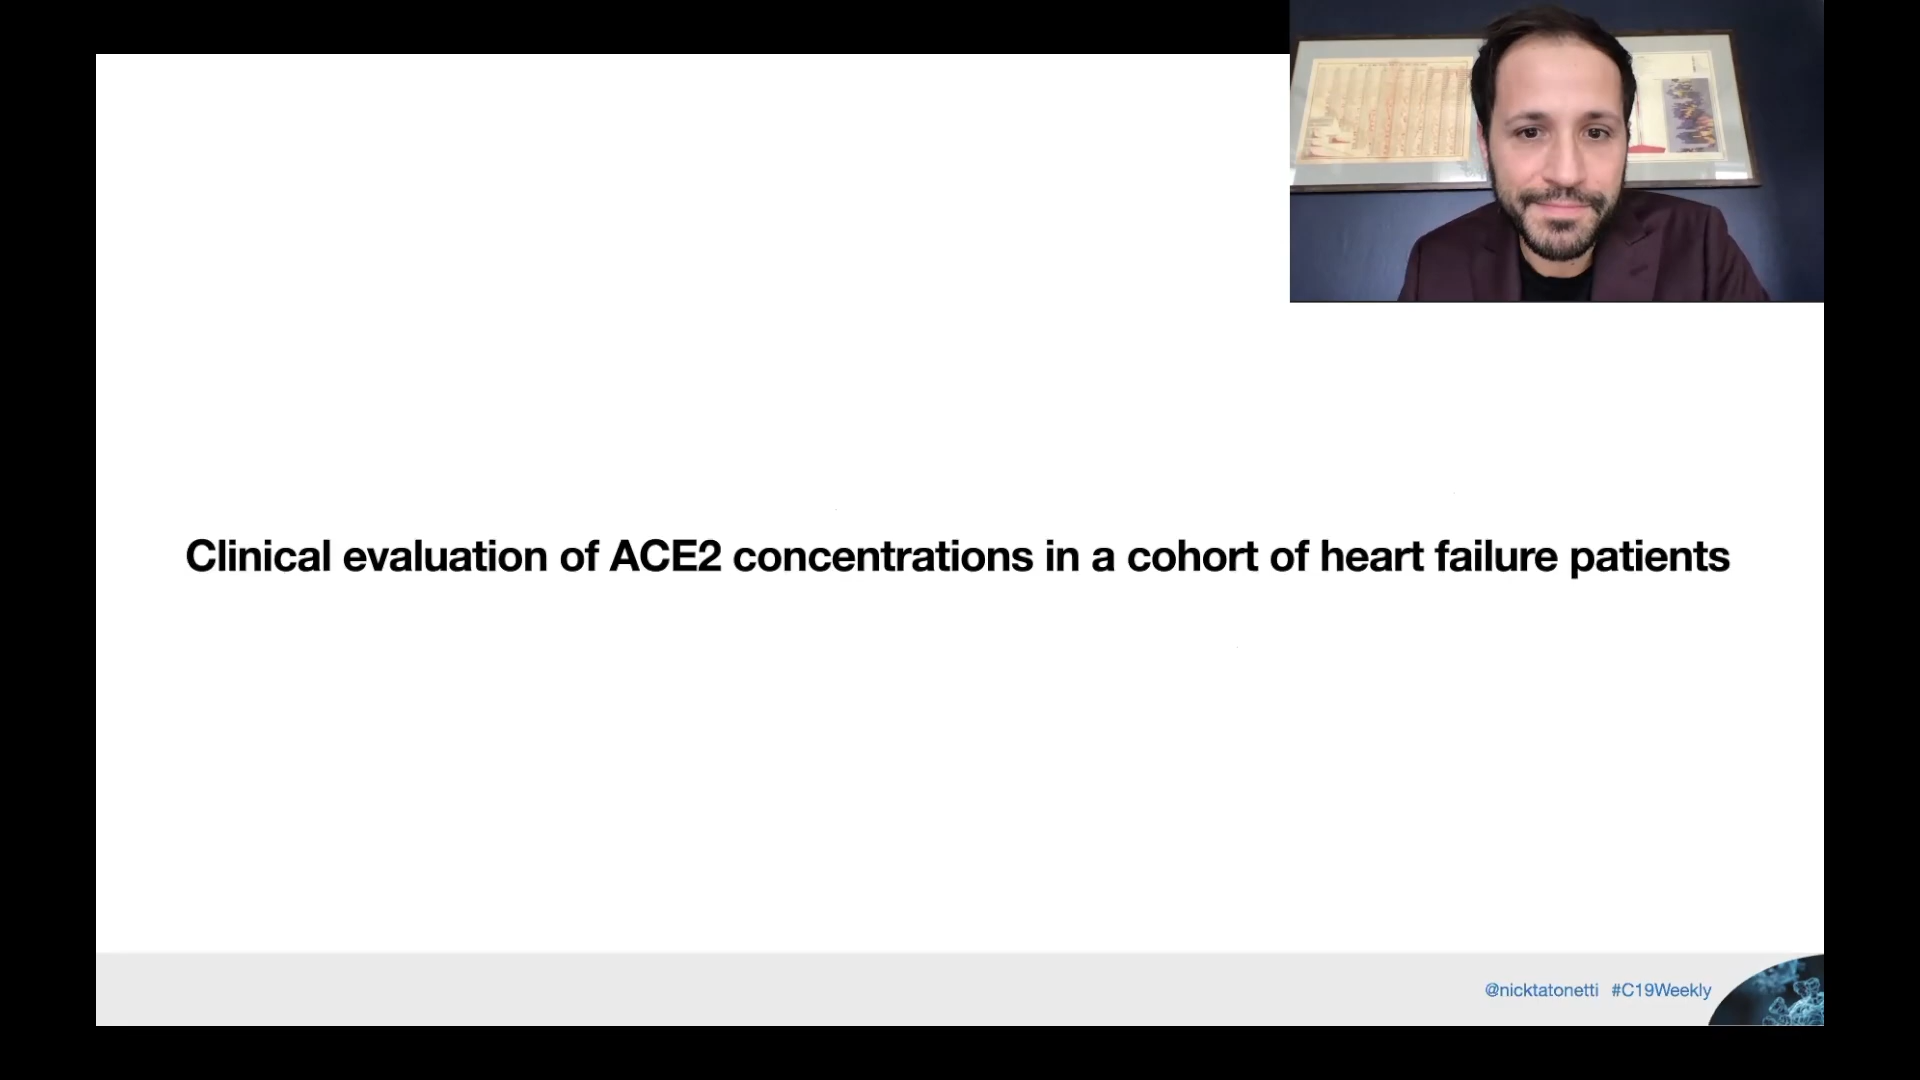 Clinical evaluation of ACE2 concentrations in a cohort of heart failure patients
@nicktatonetti #C19Weekly